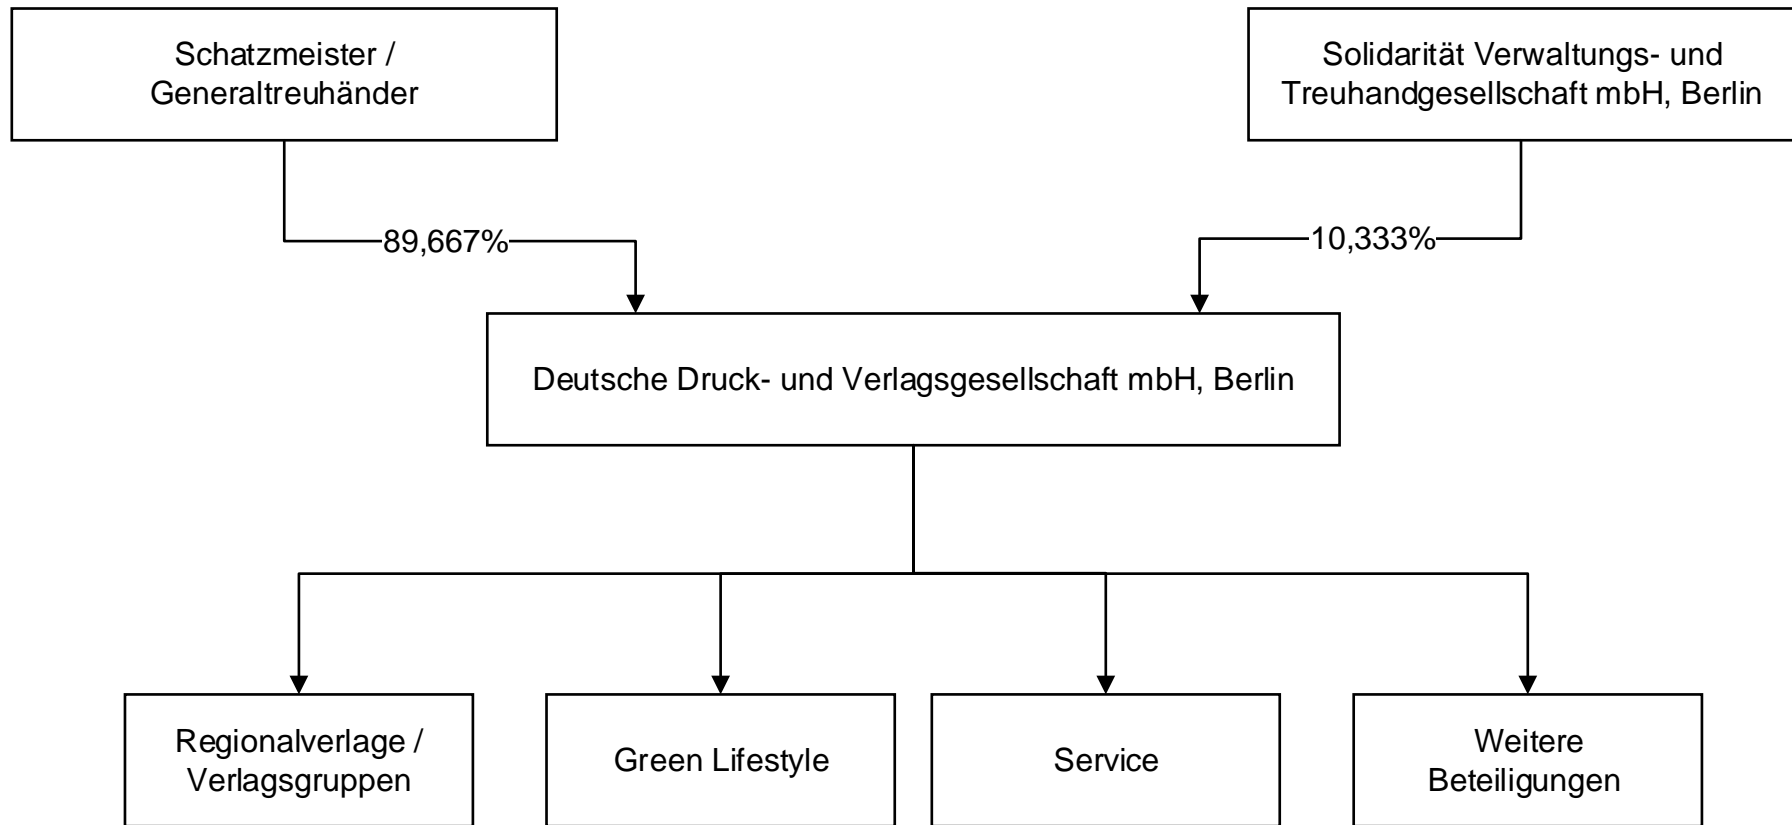 Schatzmeister /
Generaltreuhänder
Solidarität Verwaltungs- und
Treuhandgesellschaft mbH, Berlin
89,667%
10,333%
Deutsche Druck- und Verlagsgesellschaft mbH, Berlin
Regionalverlage /
Verlagsgruppen
Green Lifestyle
Service
Weitere
Beteiligungen